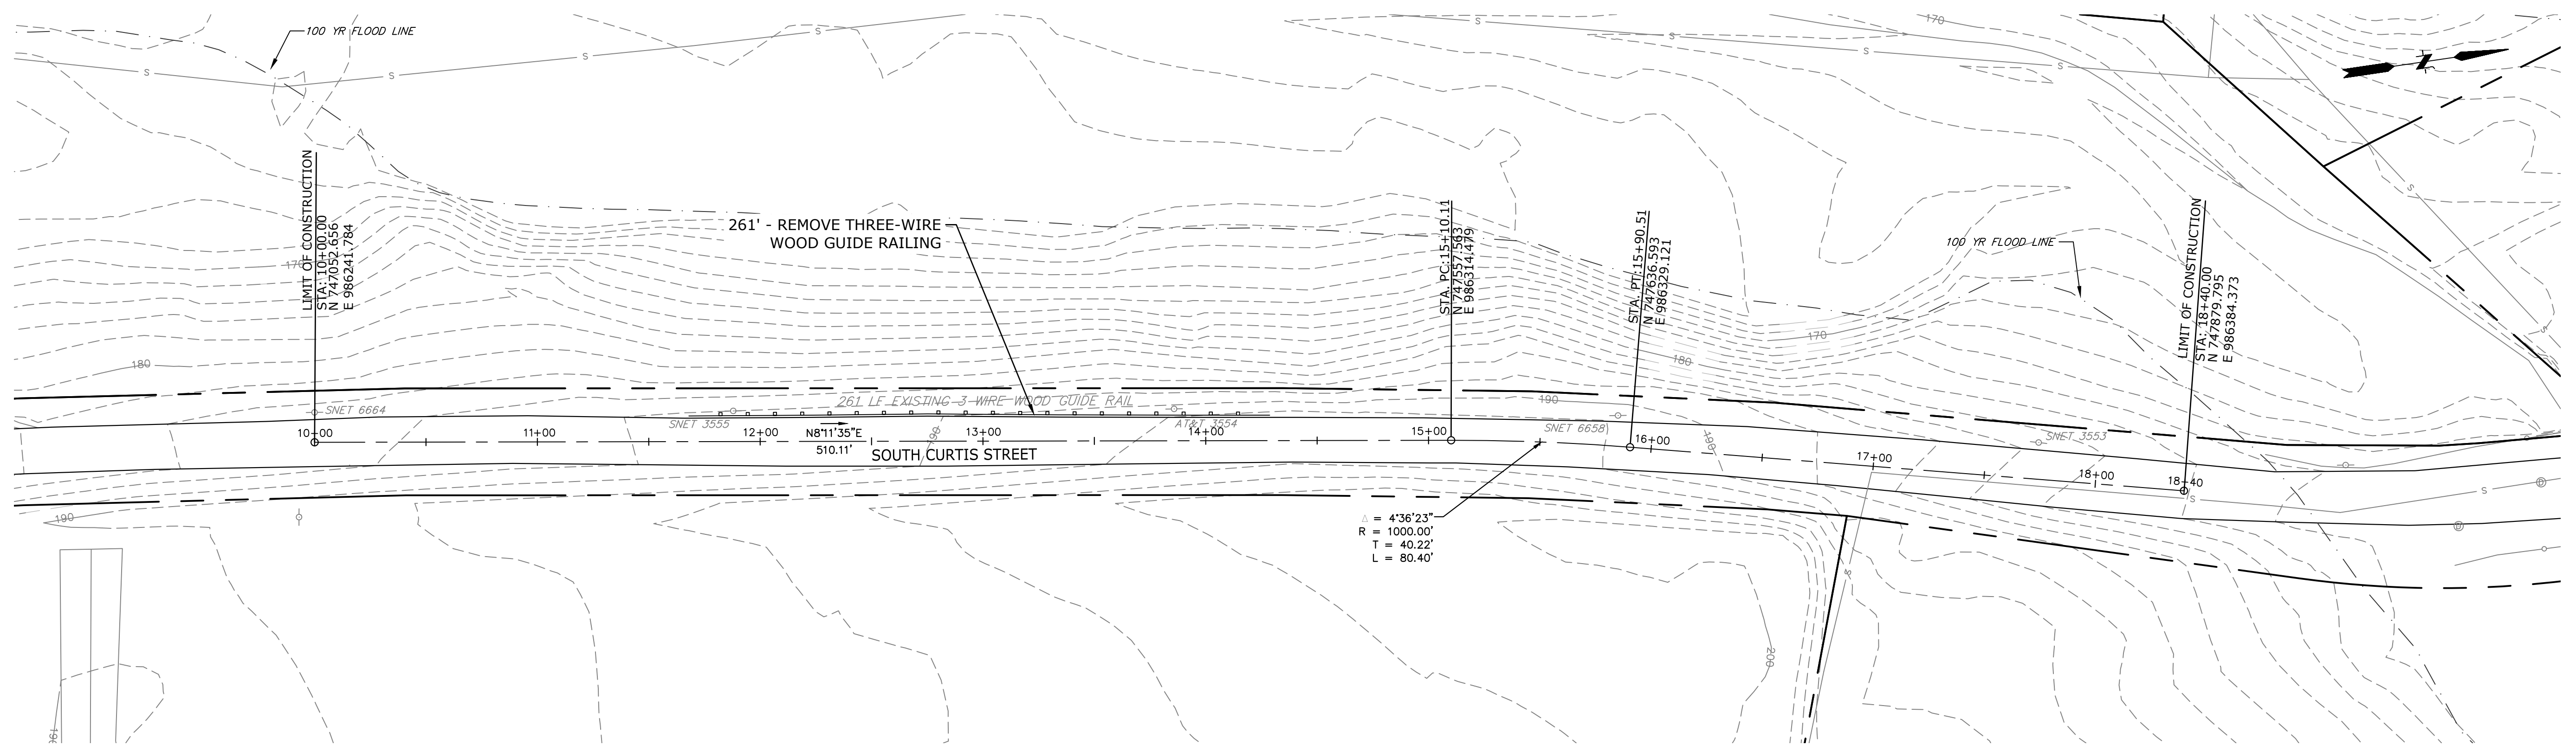 100 YR FLOOD LINE
170
S
S
S
S
S
S
S
S
S
S
S
S
S
Z
LIMIT OF CONSTRUCTION
STA: 10+00.00
N 747052.656
E 986241.784
170
180
261' - REMOVE THREE-WIRE
WOOD GUIDE RAILING
STA. PC:15+10.11
N 747557.563
E 986314.479
STA. PT:15+90.51
N 747636.593
E 986329.121
100 YR FLOOD LINE
170
180
LIMIT OF CONSTRUCTION
STA: 18+40.00
N 747879.795
E 986384.373
261 LF EXISTING 3-WIRE WOOD GUIDE RAIL
190
SNET 6664
SNET 3555
AT&T 3554
SNET 6658
SNET 3553
10+00
11+00
12+00
13+00
14+00
15+00
16+00
17+00
18+00
18+40
N8°11'35"E
510.11'
190
190
SOUTH CURTIS STREET
190
Δ = 4°36'23"
R = 1000.00'
T = 40.22'
L = 80.40'
200